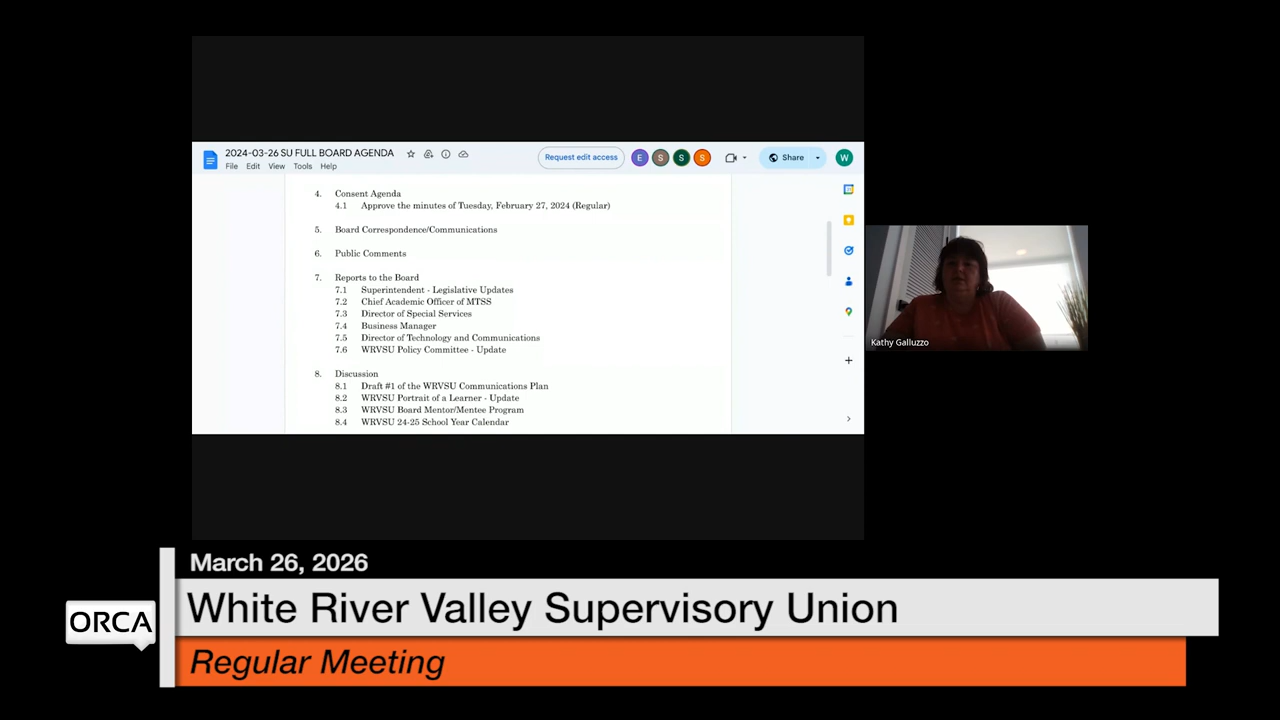 2024-03-26 SU FULL BOARD AGENDA
File Edit View Tools Help
Request edit access
E S S S
Share
W
4. Consent Agenda
4.1 Approve the minutes of Tuesday, February 27, 2024 (Regular)
5. Board Correspondence/Communications
6. Public Comments
7. Reports to the Board
7.1 Superintendent - Legislative Updates
7.2 Chief Academic Officer of MTSS
7.3 Director of Special Services
7.4 Business Manager
7.5 Director of Technology and Communications
7.6 WRVSU Policy Committee - Update
8. Discussion
8.1 Draft #1 of the WRVSU Communications Plan
8.2 WRVSU Portrait of a Learner - Update
8.3 WRVSU Board Mentor/Mentee Program
8.4 WRVSU 24-25 School Year Calendar
Kathy Galluzzo
March 26, 2026
ORCA
White River Valley Supervisory Union
Regular Meeting